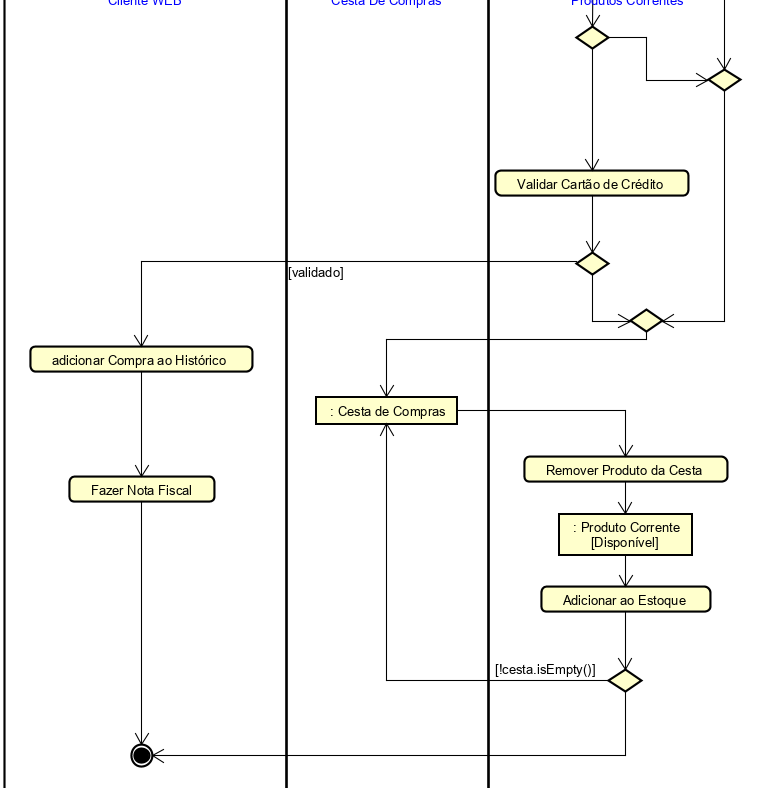 Cliente WEB
Cesta De Compras
Produtos Correntes
Validar Cartão de Crédito
[validado]
adicionar Compra ao Histórico
: Cesta de Compras
Remover Produto da Cesta
Fazer Nota Fiscal
: Produto Corrente
[Disponível]
Adicionar ao Estoque
[!cesta.isEmpty()]